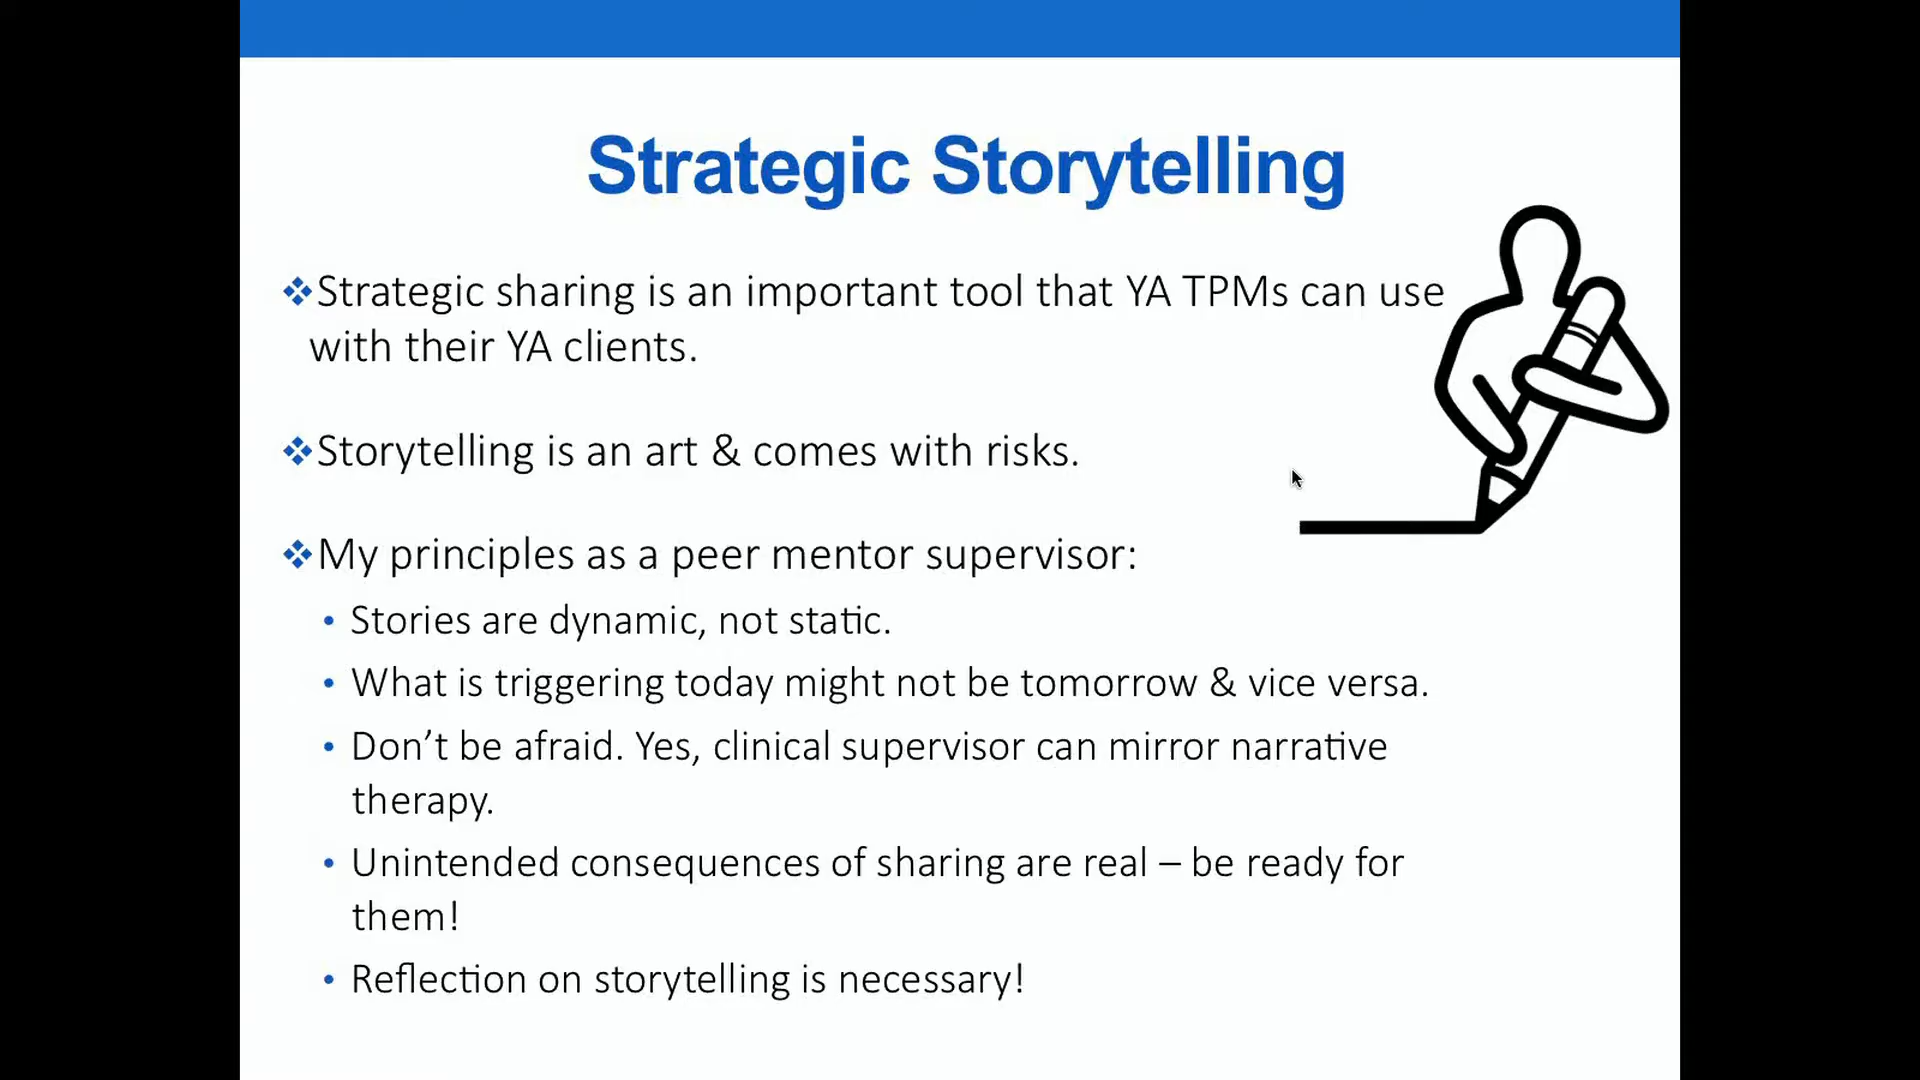 Strategic Storytelling
❖Strategic sharing is an important tool that YA TPMs can use
with their YA clients.
❖Storytelling is an art & comes with risks.
❖My principles as a peer mentor supervisor:
• Stories are dynamic, not static.
• What is triggering today might not be tomorrow & vice versa.
• Don’t be afraid. Yes, clinical supervisor can mirror narrative
therapy.
• Unintended consequences of sharing are real – be ready for
them!
• Reflection on storytelling is necessary!